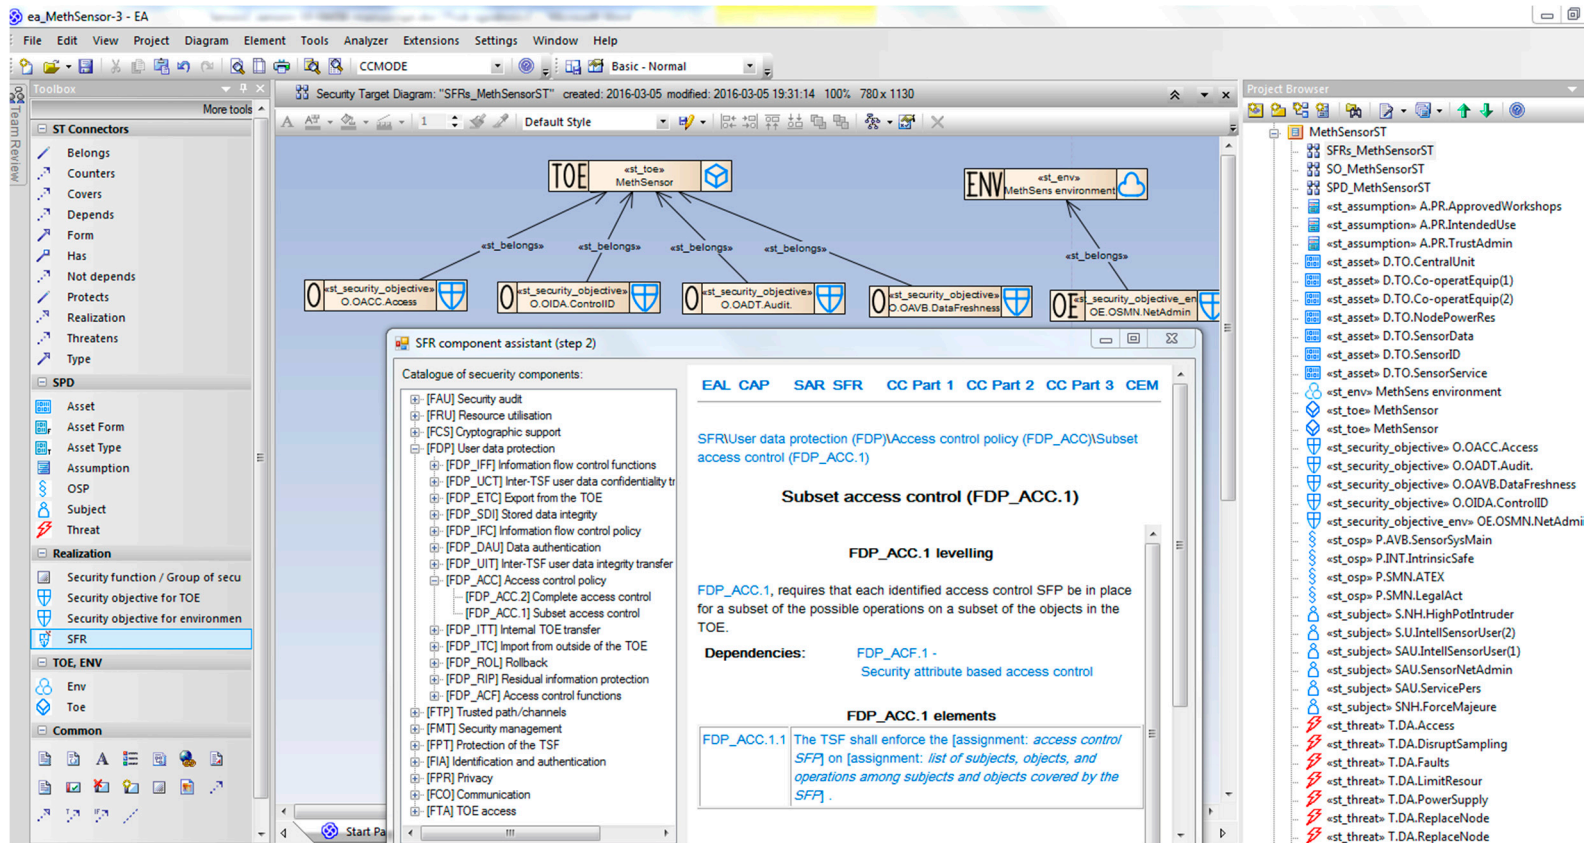 ea_MethSensor-3 - EA
File Edit View Project Diagram Element Tools Analyzer Extensions Settings Window Help
CCMODE
Basic - Normal
Toolbox
More tools
Team Review
ST Connectors
Belongs
Counters
Covers
Depends
Form
Has
Not depends
Protects
Realization
Threatens
Type
SPD
Asset
Asset Form
Asset Type
Assumption
OSP
Subject
Threat
Realization
Security function / Group of secu
Security objective for TOE
Security objective for environmen
SFR
TOE, ENV
Env
Toe
Common
Security Target Diagram: "SFRs_MethSensorST" created: 2016-03-05 modified: 2016-03-05 19:31:14 100% 780 x 1130
1
Default Style
TOE
«st_toe»
MethSensor
ENV
«st_env»
MethSens environment
«st_belongs»
«st_belongs»
«st_belongs»
«st_belongs»
«st_belongs»
O
«st_security_objective»
O.OACC.Access
O
«st_security_objective»
O.OIDA.ControlID
O
«st_security_objective»
O.OADT.Audit.
O
«st_security_objective»
O.OAVB.DataFreshness
OE
«st_security_objective_en
OE.OSMN.NetAdmin
SFR component assistant (step 2)
Catalogue of secuerity components:
[FAU] Security audit
[FRU] Resource utilisation
[FCS] Cryptographic support
[FDP] User data protection
[FDP_IFF] Information flow control functions
[FDP_UCT] Inter-TSF user data confidentiality tr
[FDP_ETC] Export from the TOE
[FDP_SDI] Stored data integrity
[FDP_IFC] Information flow control policy
[FDP_DAU] Data authentication
[FDP_UIT] Inter-TSF user data integrity transfer
[FDP_ACC] Access control policy
[FDP_ACC.2] Complete access control
[FDP_ACC.1] Subset access control
[FDP_ITT] Internal TOE transfer
[FDP_ITC] Import from outside of the TOE
[FDP_ROL] Rollback
[FDP_RIP] Residual information protection
[FDP_ACF] Access control functions
[FTP] Trusted path/channels
[FMT] Security management
[FPT] Protection of the TSF
[FIA] Identification and authentication
[FPR] Privacy
[FCO] Communication
[FTA] TOE access
EAL CAP SAR SFR CC Part 1 CC Part 2 CC Part 3 CEM
SFR\User data protection (FDP)\Access control policy (FDP_ACC)\Subset
access control (FDP_ACC.1)
Subset access control (FDP_ACC.1)
FDP_ACC.1 levelling
FDP_ACC.1, requires that each identified access control SFP be in place
for a subset of the possible operations on a subset of the objects in the
TOE.
Dependencies: FDP_ACF.1 -
Security attribute based access control
FDP_ACC.1 elements
FDP_ACC.1.1 The TSF shall enforce the [assignment: access control
SFP] on [assignment: list of subjects, objects, and
operations among subjects and objects covered by the
SFP] .
Start Pa
Project Browser
MethSensorST
SFRs_MethSensorST
SO_MethSensorST
SPD_MethSensorST
«st_assumption» A.PR.ApprovedWorkshops
«st_assumption» A.PR.IntendedUse
«st_assumption» A.PR.TrustAdmin
«st_asset» D.TO.CentralUnit
«st_asset» D.TO.Co-operatEquip(1)
«st_asset» D.TO.Co-operatEquip(2)
«st_asset» D.TO.NodePowerRes
«st_asset» D.TO.SensorData
«st_asset» D.TO.SensorID
«st_asset» D.TO.SensorService
«st_env» MethSens environment
«st_toe» MethSensor
«st_toe» MethSensor
«st_security_objective» O.OACC.Access
«st_security_objective» O.OADT.Audit.
«st_security_objective» O.OAVB.DataFreshness
«st_security_objective» O.OIDA.ControlID
«st_security_objective_env» OE.OSMN.NetAdmi
«st_osp» P.AVB.SensorSysMain
«st_osp» P.INT.IntrinsicSafe
«st_osp» P.SMN.ATEX
«st_osp» P.SMN.LegalAct
«st_subject» S.NH.HighPotIntruder
«st_subject» S.U.IntellSensorUser(2)
«st_subject» SAU.IntellSensorUser(1)
«st_subject» SAU.SensorNetAdmin
«st_subject» SAU.ServicePers
«st_subject» SNH.ForceMajeure
«st_threat» T.DA.Access
«st_threat» T.DA.DisruptSampling
«st_threat» T.DA.Faults
«st_threat» T.DA.LimitResour
«st_threat» T.DA.PowerSupply
«st_threat» T.DA.ReplaceNode
«st_threat» T.DA.ReplaceNode